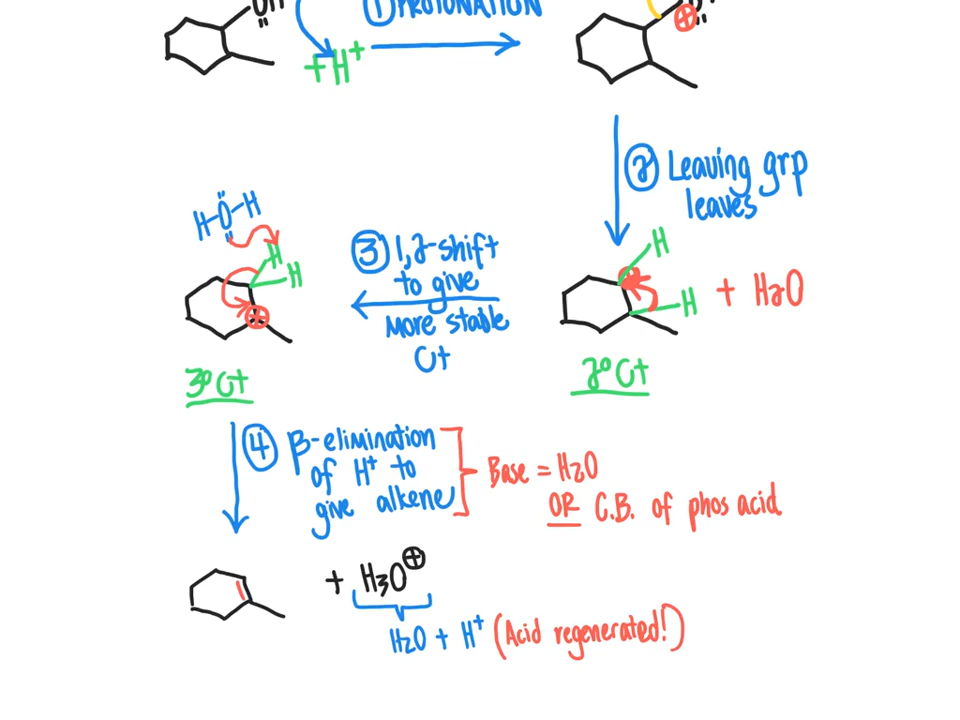 OH
① PROTONATION
+ H⁺
⊕
② Leaving grp
leaves
H-Ö-H
H
H
⊕
3° C+
③ 1,2-shift
to give
More stable
C+
H
H
+ H₂O
2° C+
④ β-elimination
of H⁺ to
give alkene
Base = H₂O
OR C.B. of phos acid
+ H₃O⊕
H₂O + H⁺ (Acid regenerated!)